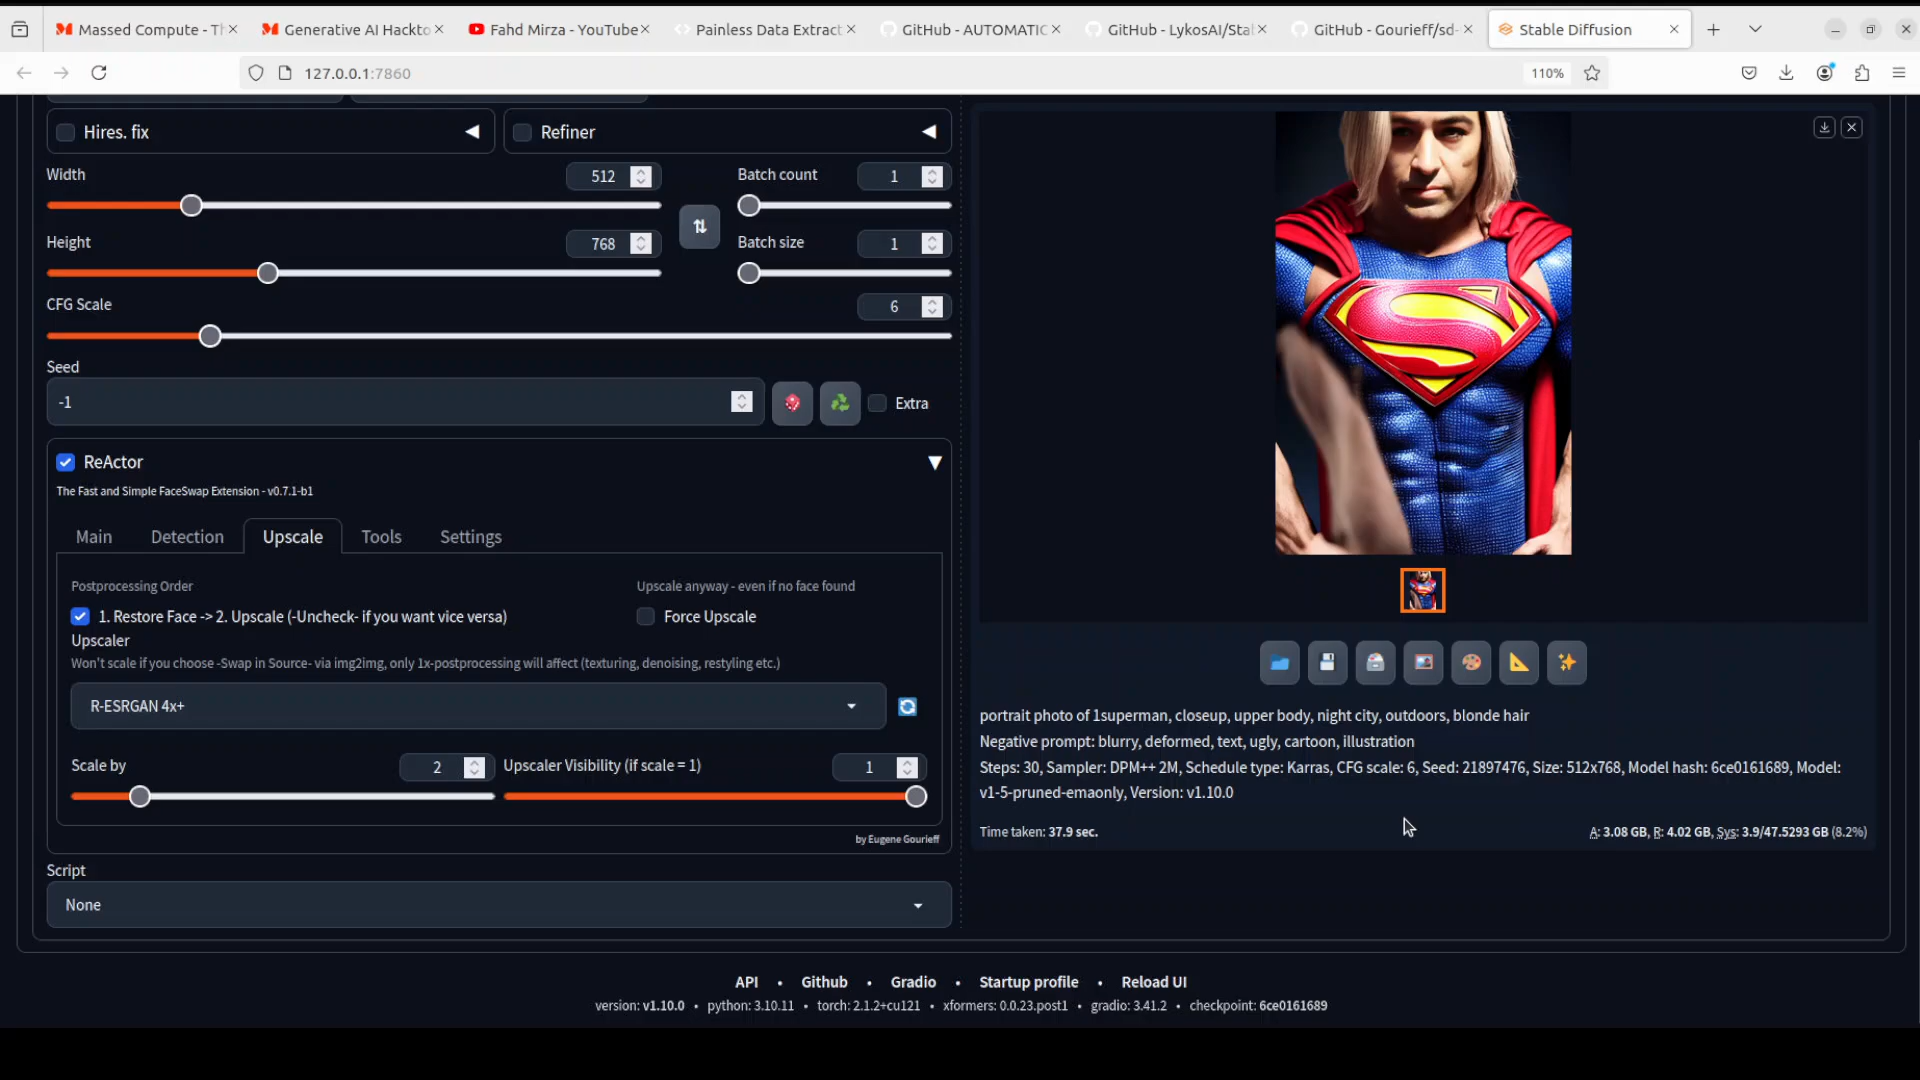 Massed Compute - Th
Generative AI Hackto
Fahd Mirza - YouTube
Painless Data Extract
GitHub - AUTOMATIC
GitHub - LykosAI/Stal
GitHub - Gourieff/sd-
Stable Diffusion
127.0.0.1:7860
110%
Hires. fix
Refiner
Width
512
Batch count
1
Height
768
Batch size
1
CFG Scale
6
Seed
-1
Extra
ReActor
The Fast and Simple FaceSwap Extension - v0.7.1-b1
Main
Detection
Upscale
Tools
Settings
Postprocessing Order
Upscale anyway - even if no face found
1. Restore Face -> 2. Upscale (-Uncheck- if you want vice versa)
Force Upscale
Upscaler
Won't scale if you choose -Swap in Source- via img2img, only 1x-postprocessing will affect (texturing, denoising, restyling etc.)
R-ESRGAN 4x+
Scale by
2
Upscaler Visibility (if scale = 1)
1
by Eugene Gourieff
Script
None
portrait photo of 1superman, closeup, upper body, night city, outdoors, blonde hair
Negative prompt: blurry, deformed, text, ugly, cartoon, illustration
Steps: 30, Sampler: DPM++ 2M, Schedule type: Karras, CFG scale: 6, Seed: 21897476, Size: 512x768, Model hash: 6ce0161689, Model:
v1-5-pruned-emaonly, Version: v1.10.0
Time taken: 37.9 sec.
A: 3.08 GB, R: 4.02 GB, Sys: 3.9/47.5293 GB (8.2%)
API • Github • Gradio • Startup profile • Reload UI
version: v1.10.0 • python: 3.10.11 • torch: 2.1.2+cu121 • xformers: 0.0.23.post1 • gradio: 3.41.2 • checkpoint: 6ce0161689